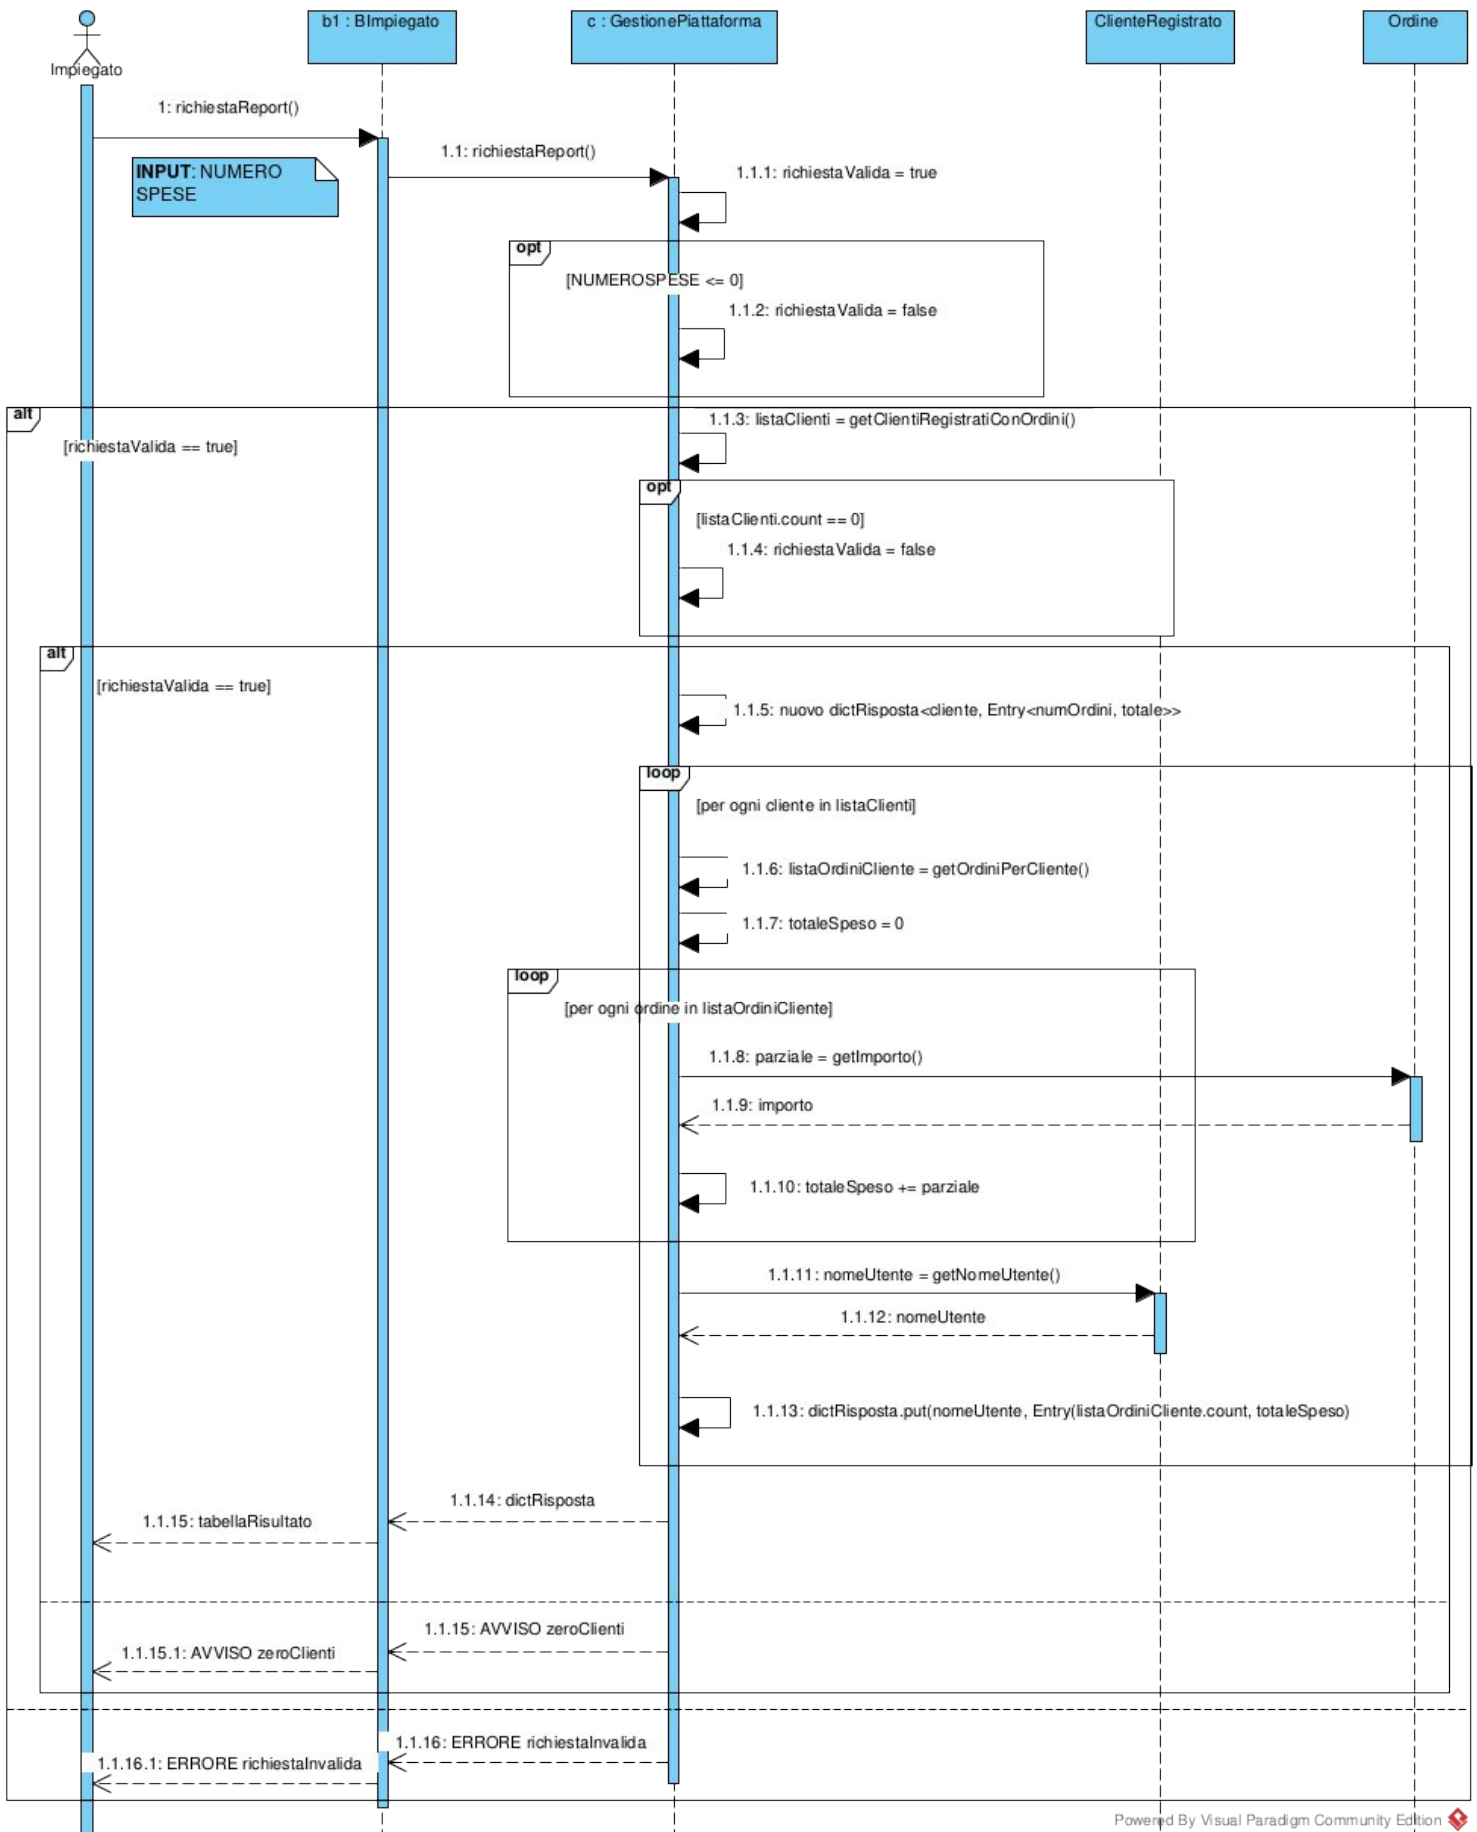 b1 : BImpiegato
c : GestionePiattaforma
ClienteRegistrato
Ordine
Impiegato
1: richiestaReport()
1.1: richiestaReport()
INPUT: NUMERO
SPESE
1.1.1: richiestaValida = true
opt
[NUMEROSPESE <= 0]
1.1.2: richiestaValida = false
alt
1.1.3: listaClienti = getClientiRegistratiConOrdini()
[richiestaValida == true]
opt
[listaClienti.count == 0]
1.1.4: richiestaValida = false
alt
[richiestaValida == true]
1.1.5: nuovo dictRisposta<cliente, Entry<numOrdini, totale>>
loop
[per ogni cliente in listaClienti]
1.1.6: listaOrdiniCliente = getOrdiniPerCliente()
1.1.7: totaleSpeso = 0
loop
[per ogni ordine in listaOrdiniCliente]
1.1.8: parziale = getImporto()
1.1.9: importo
1.1.10: totaleSpeso += parziale
1.1.11: nomeUtente = getNomeUtente()
1.1.12: nomeUtente
1.1.13: dictRisposta.put(nomeUtente, Entry(listaOrdiniCliente.count, totaleSpeso)
1.1.14: dictRisposta
1.1.15: tabellaRisultato
1.1.15: AVVISO zeroClienti
1.1.15.1: AVVISO zeroClienti
1.1.16: ERRORE richiestaInvalida
1.1.16.1: ERRORE richiestaInvalida
Powered By Visual Paradigm Community Edition